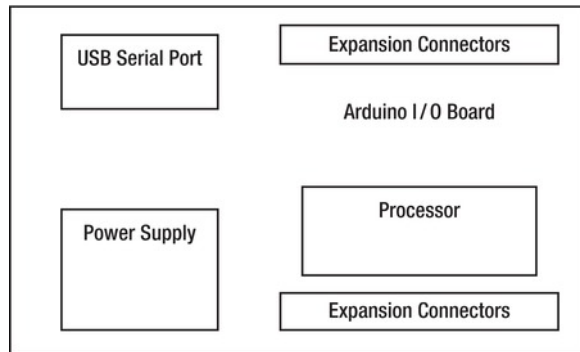 USB Serial Port
Expansion Connectors
Arduino I/O Board
Power Supply
Processor
Expansion Connectors